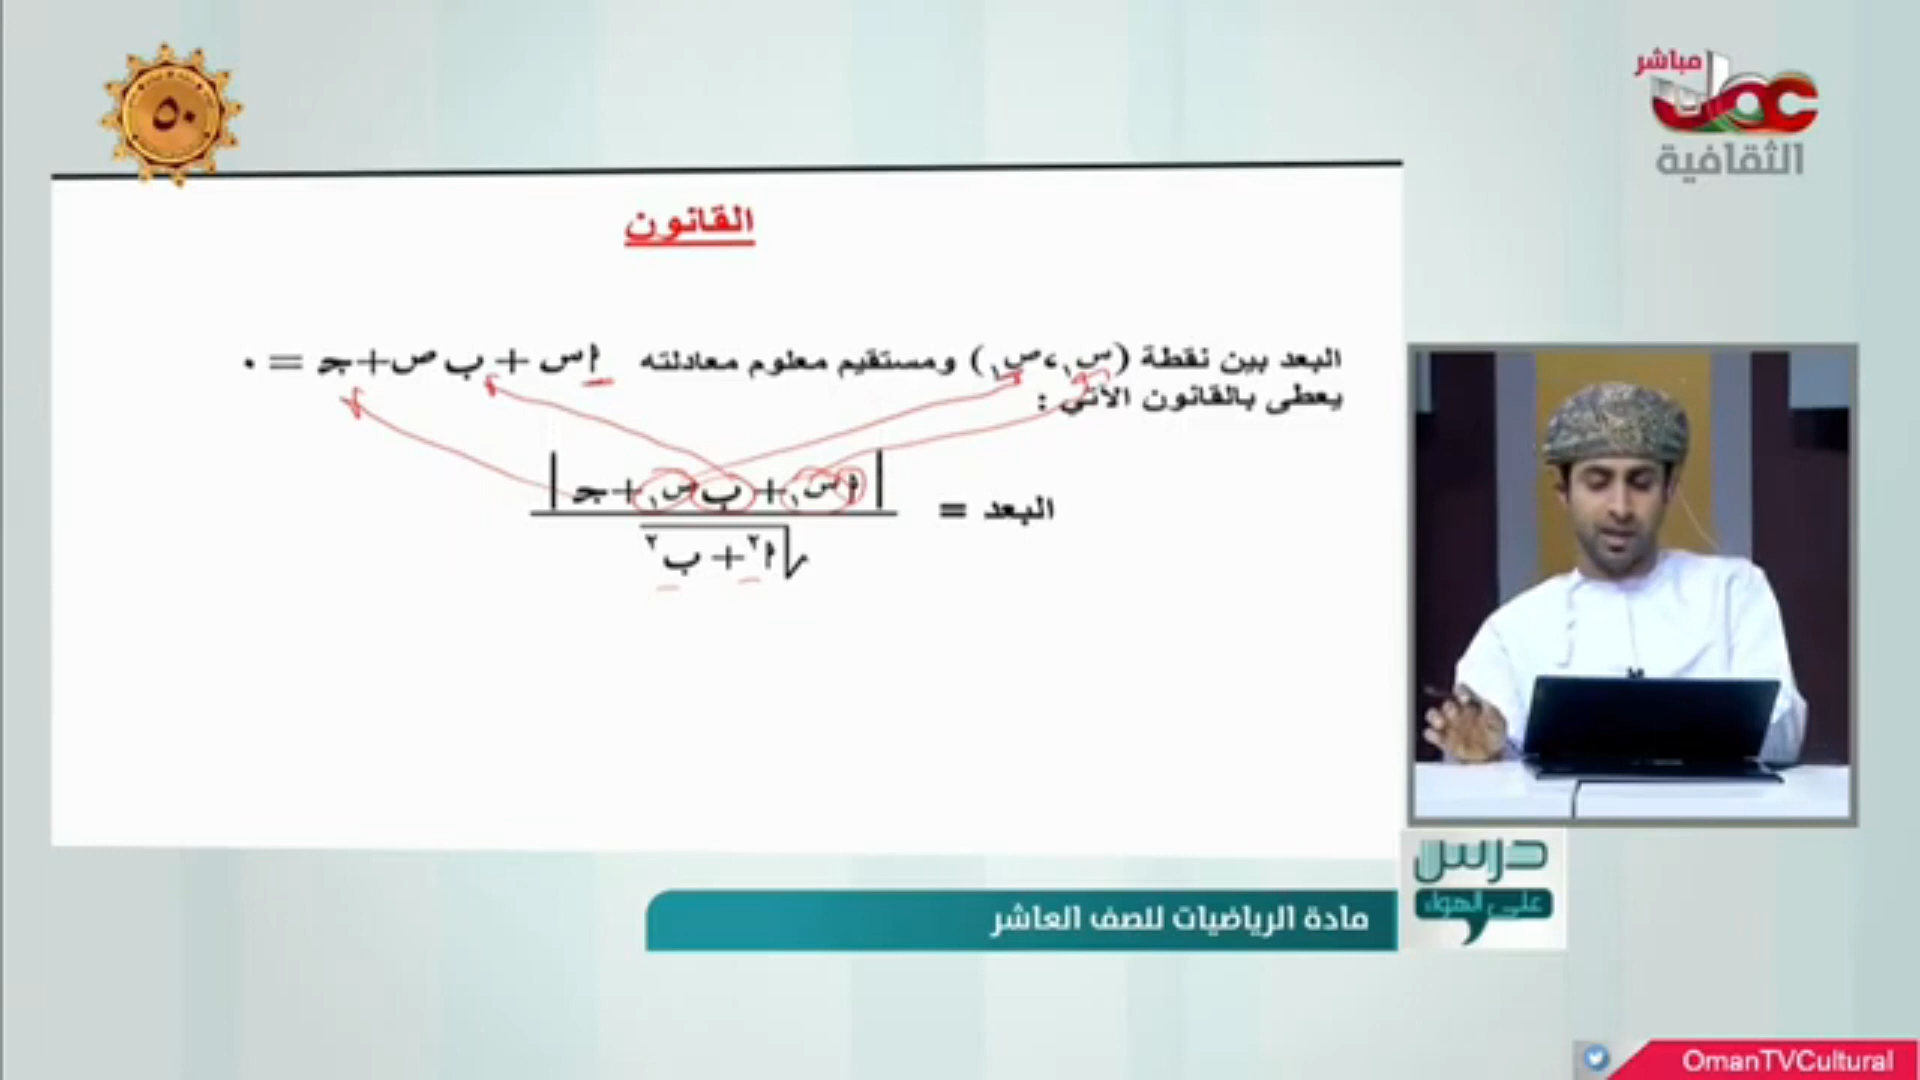 ٥٠
مباشر
عمان
الثقافية
القانون
البعد بين نقطة (س١،ص١) ومستقيم معلوم معادلته أس + ب ص + جـ = ٠
يعطى بالقانون الآتي :
البعد = |أس١ + ب ص١ + جـ|
√أ٢ + ب٢
درس
على الهواء
مادة الرياضيات للصف العاشر
OmanTVCultural